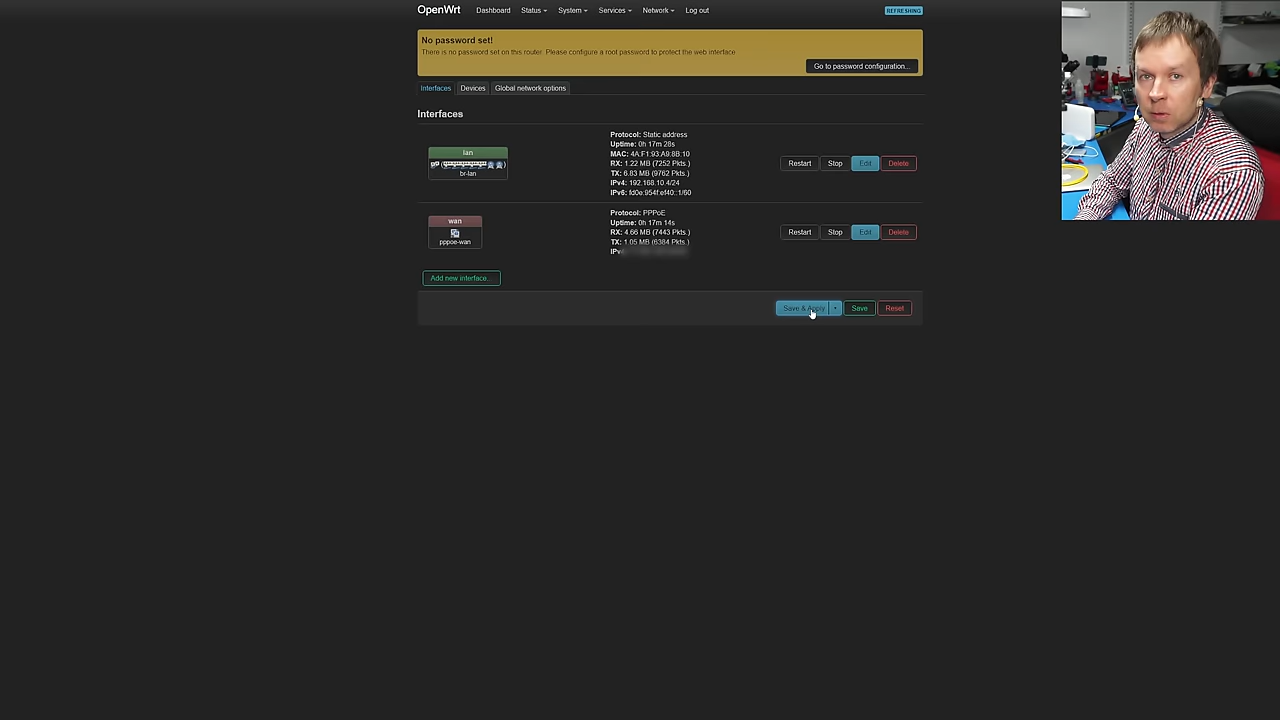 OpenWrt Dashboard Status System Services Network Log out REFRESHING
No password set!
There is no password set on this router. Please configure a root password to protect the web interface
Go to password configuration...
Interfaces Devices Global network options
Interfaces
lan
br-lan
Protocol: Static address
Uptime: 0h 17m 28s
MAC: 4A:F1:93:A9:8B:10
RX: 1.22 MB (7252 Pkts.)
TX: 6.83 MB (9762 Pkts.)
IPv4: 192.168.10.4/24
IPv6: fd0e:954f:ef40::1/60
Restart Stop Edit Delete
wan
pppoe-wan
Protocol: PPPoE
Uptime: 0h 17m 14s
RX: 4.66 MB (7443 Pkts.)
TX: 1.05 MB (6384 Pkts.)
Restart Stop Edit Delete
Add new interface...
Save & Apply Save Reset